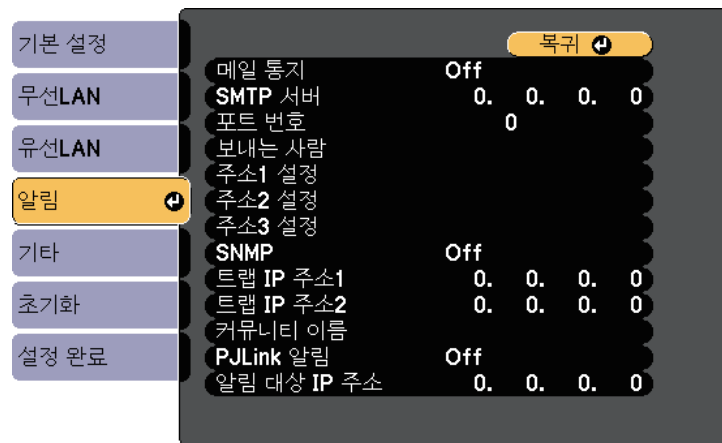 기본 설정
무선LAN
유선LAN
알림
기타
초기화
설정 완료
복귀
메일 통지 Off
SMTP 서버 0. 0. 0. 0
포트 번호 0
보내는 사람
주소1 설정
주소2 설정
주소3 설정
SNMP Off
트랩 IP 주소1 0. 0. 0. 0
트랩 IP 주소2 0. 0. 0. 0
커뮤니티 이름
PJLink 알림 Off
알림 대상 IP 주소 0. 0. 0. 0